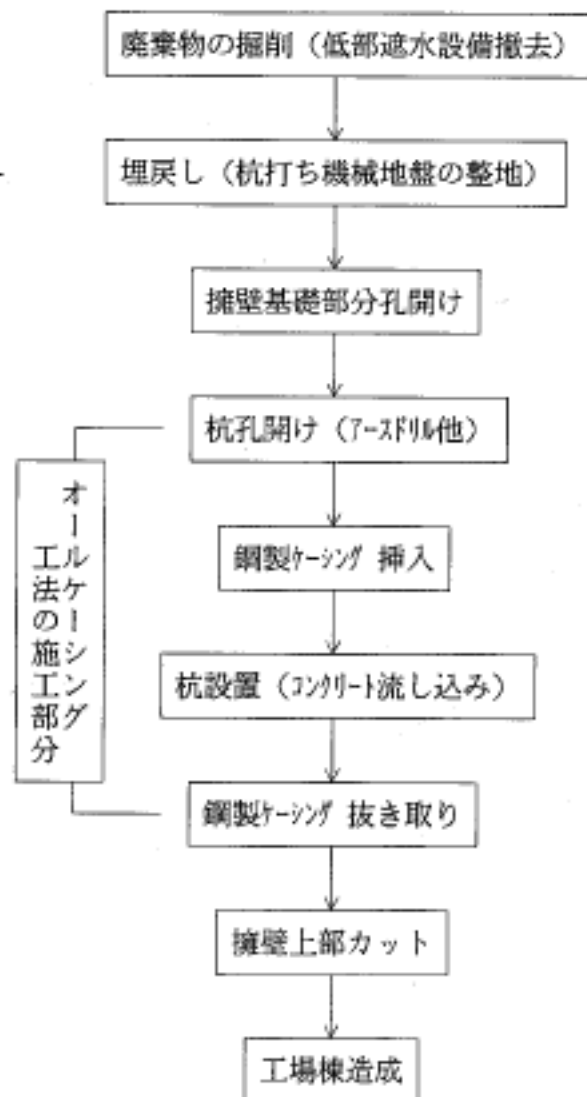 廃棄物の掘削（低部遮水設備撤去）
埋戻し（杭打ち機械地盤の整地）
擁壁基礎部分孔開け
杭孔開け（ｱｰｽﾄﾞﾘﾙ他）
オールケーシング
工法の施工部分
鋼製ｹｰｼﾝｸﾞ 挿入
杭設置（ｺﾝｸﾘｰﾄ流し込み）
鋼製ｹｰｼﾝｸﾞ 抜き取り
擁壁上部カット
工場棟造成